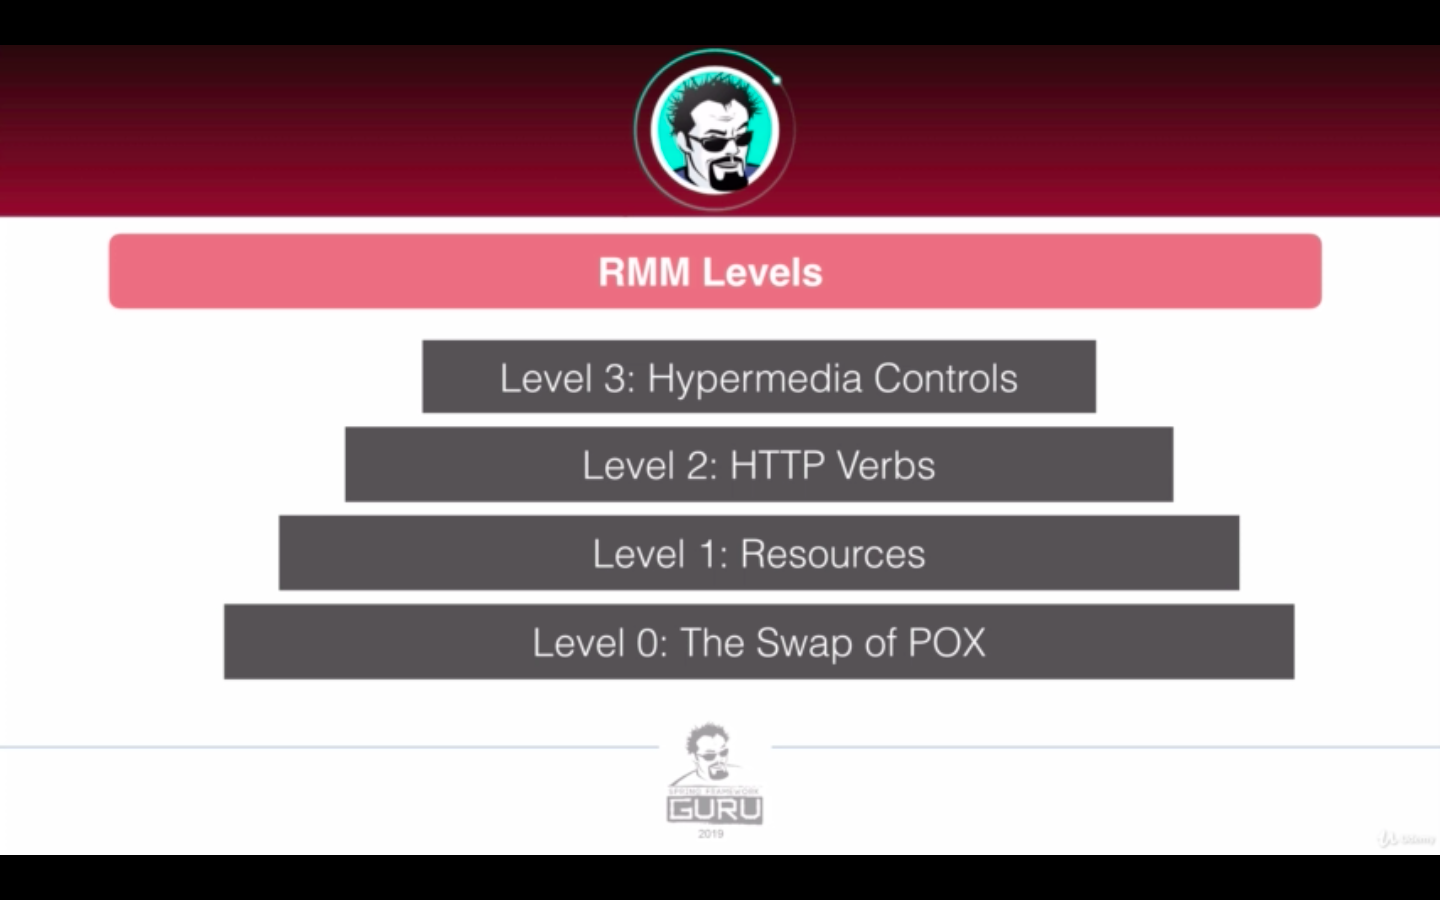 RMM Levels
Level 3: Hypermedia Controls
Level 2: HTTP Verbs
Level 1: Resources
Level 0: The Swap of POX
SPRING FRAMEWORK
GURU
2019
Udemy